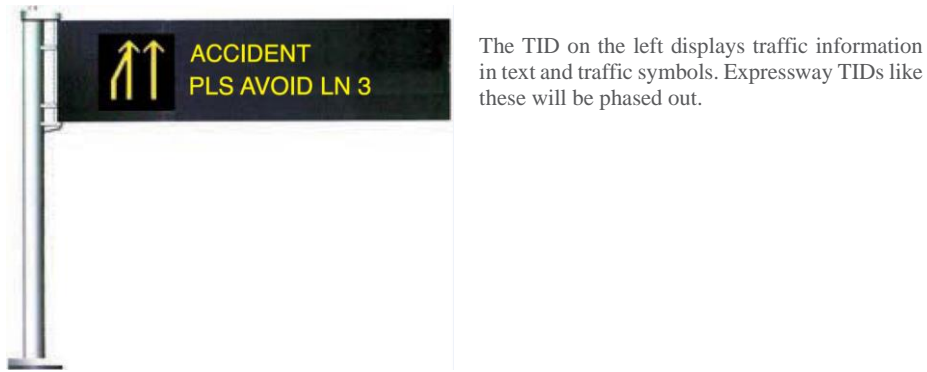 ACCIDENT
PLS AVOID LN 3
The TID on the left displays traffic information
in text and traffic symbols. Expressway TIDs like
these will be phased out.